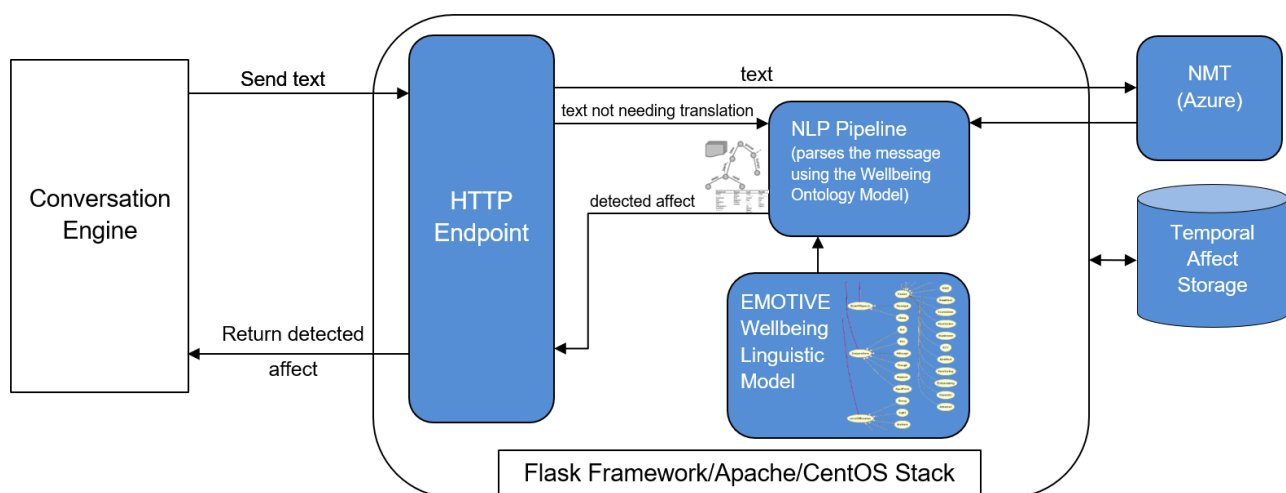 Conversation
Engine
Send text
Return detected
affect
HTTP
Endpoint
text
text not needing translation
detected affect
NLP Pipeline
(parses the message
using the Wellbeing
Ontology Model)
EMOTIVE
Wellbeing
Linguistic
Model
NMT
(Azure)
Temporal
Affect
Storage
Flask Framework/Apache/CentOS Stack